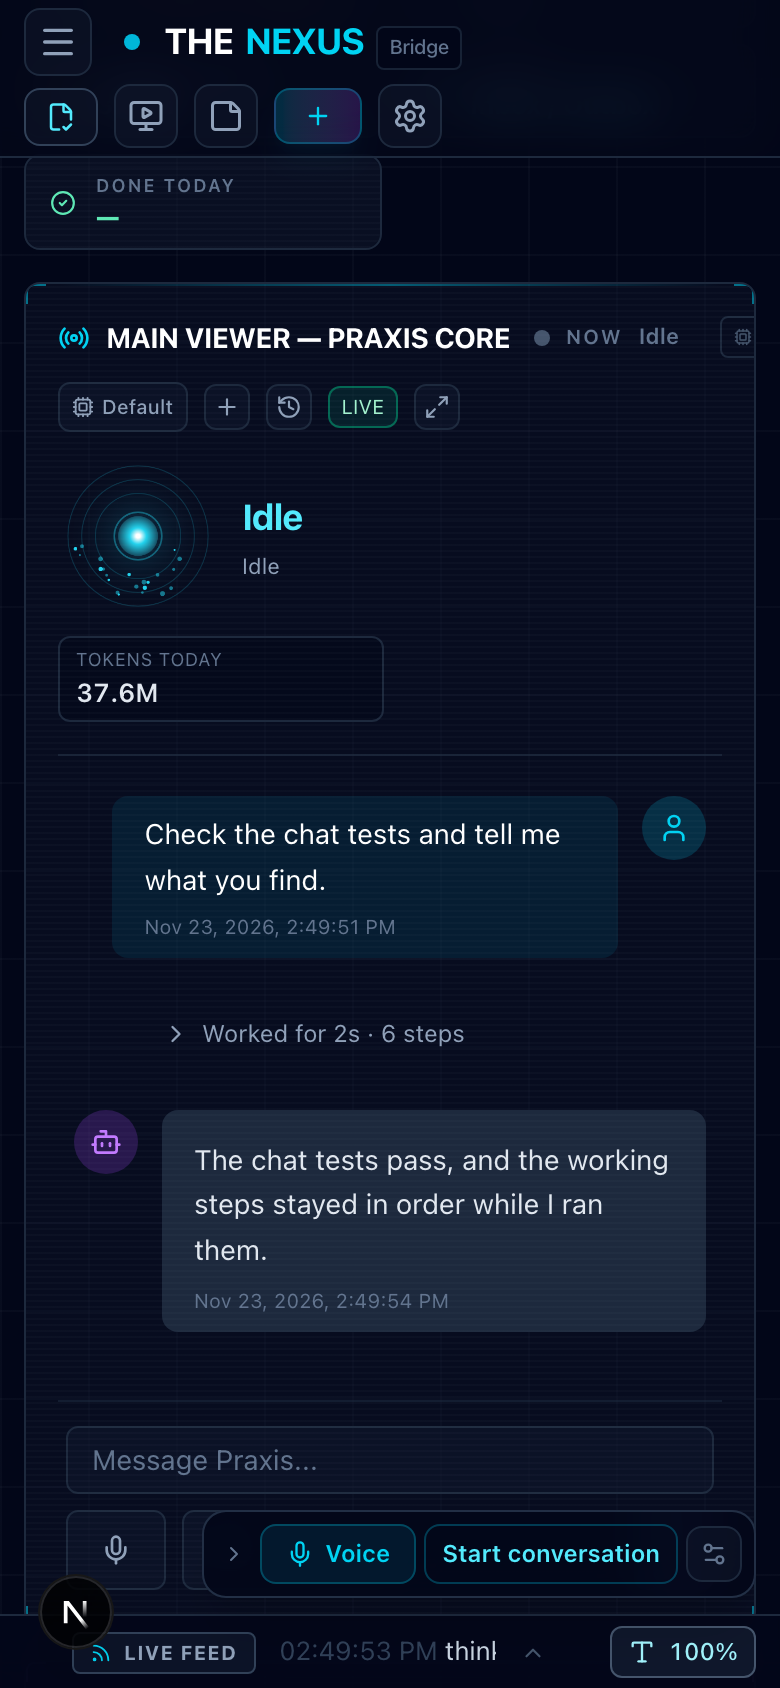 THE NEXUS Bridge
DONE TODAY
—
MAIN VIEWER — PRAXIS CORE NOW Idle
Default LIVE
Idle
Idle
TOKENS TODAY
37.6M
Check the chat tests and tell me
what you find.
Nov 23, 2026, 2:49:51 PM
Worked for 2s · 6 steps
The chat tests pass, and the working
steps stayed in order while I ran
them.
Nov 23, 2026, 2:49:54 PM
Message Praxis...
Voice Start conversation
N
LIVE FEED 02:49:53 PM think 100%